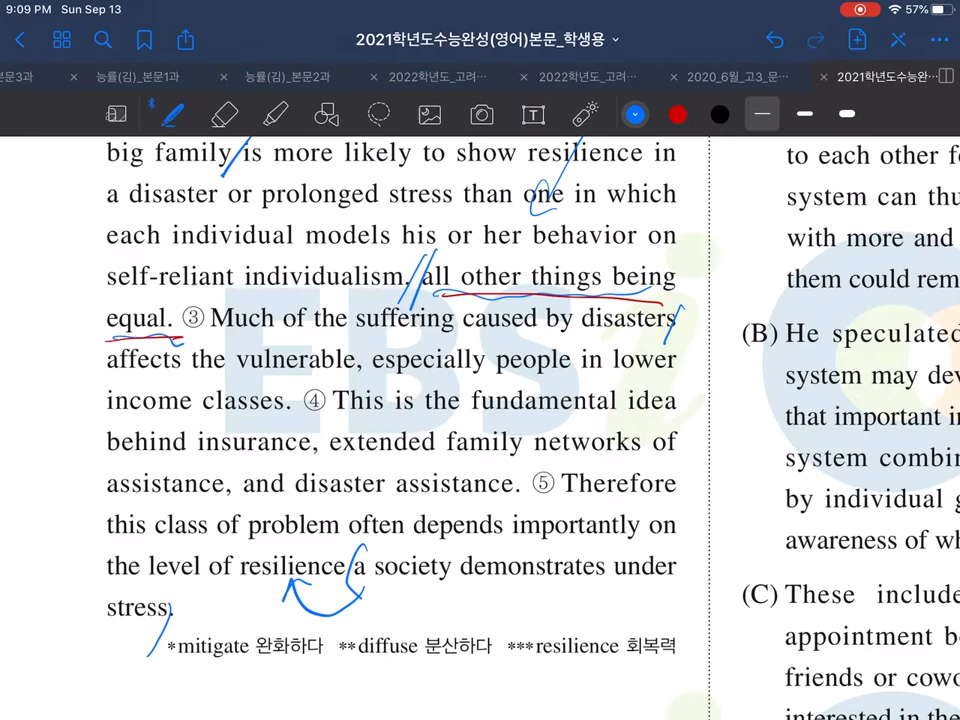 9:09 PM Sun Sep 13
57%
2021학년도수능완성(영어)본문_학생용
본문3과
능률(김)_본문1과
능률(김)_본문2과
2022학년도_고려…
2022학년도_고려…
2020_6월_고3_문…
2021학년도수능완…
big family is more likely to show resilience in
a disaster or prolonged stress than one in which
each individual models his or her behavior on
self-reliant individualism, all other things being
equal. ③ Much of the suffering caused by disasters
affects the vulnerable, especially people in lower
income classes. ④ This is the fundamental idea
behind insurance, extended family networks of
assistance, and disaster assistance. ⑤ Therefore
this class of problem often depends importantly on
the level of resilience a society demonstrates under
stress.
*mitigate 완화하다 **diffuse 분산하다 ***resilience 회복력
to each other
system can
with more and
them could
(B) He speculated
system may
that important
system
by individual
awareness of
(C) These
appointment
friends or
interested in the
EBSi